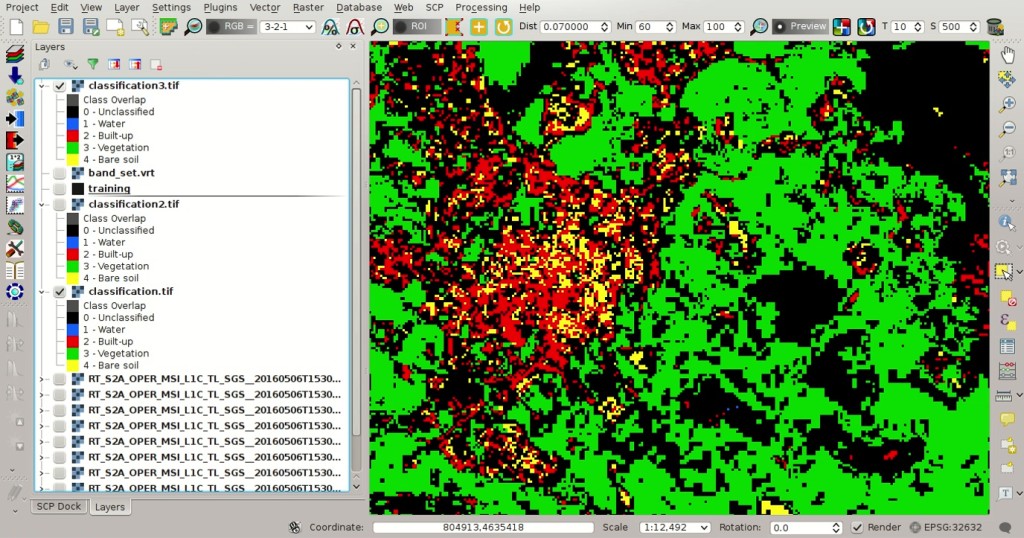 Project Edit View Layer Settings Plugins Vector Raster Database Web SCP Processing Help
RGB = 3-2-1 ROI Dist 0.070000 Min 60 Max 100 Preview T 10 S 500
Layers
classification3.tif
Class Overlap
0 - Unclassified
1 - Water
2 - Built-up
3 - Vegetation
4 - Bare soil
band_set.vrt
training
classification2.tif
Class Overlap
0 - Unclassified
1 - Water
2 - Built-up
3 - Vegetation
4 - Bare soil
classification.tif
Class Overlap
0 - Unclassified
1 - Water
2 - Built-up
3 - Vegetation
4 - Bare soil
RT_S2A_OPER_MSI_L1C_TL_SGS__20160506T1530...
RT_S2A_OPER_MSI_L1C_TL_SGS__20160506T1530...
RT_S2A_OPER_MSI_L1C_TL_SGS__20160506T1530...
RT_S2A_OPER_MSI_L1C_TL_SGS__20160506T1530...
RT_S2A_OPER_MSI_L1C_TL_SGS__20160506T1530...
RT_S2A_OPER_MSI_L1C_TL_SGS__20160506T1530...
RT_S2A_OPER_MSI_L1C_TL_SGS__20160506T1530...
RT_S2A_OPER_MSI_L1C_TL_SGS__20160506T1530...
SCP Dock Layers
Coordinate: 804913,4635418 Scale 1:12,492 Rotation: 0.0 Render EPSG:32632